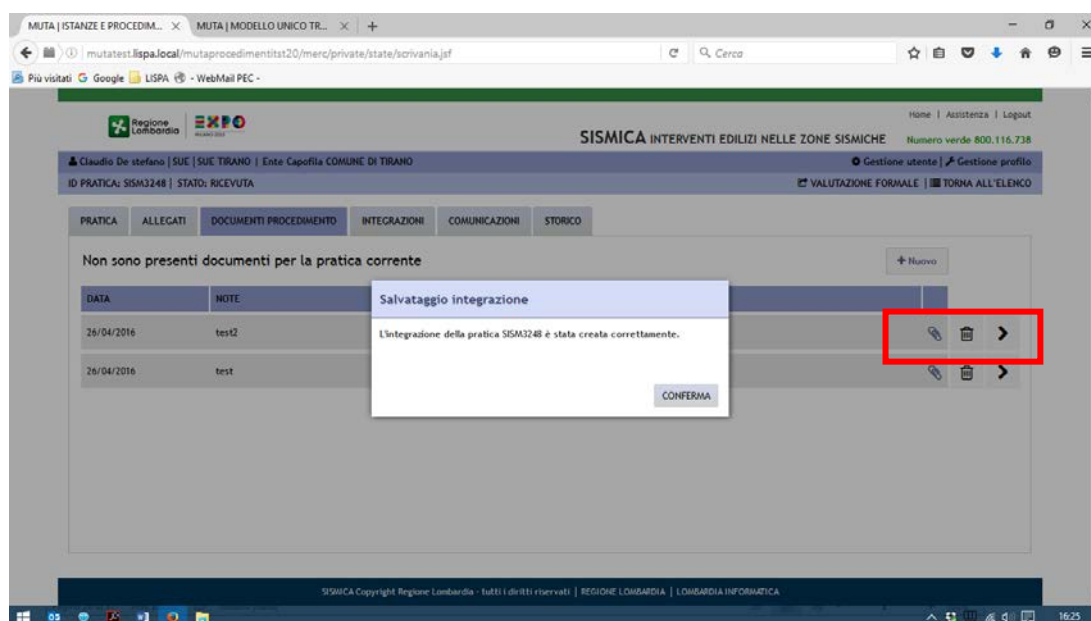 MUTA | ISTANZE E PROCEDIM... × MUTA | MODELLO UNICO TR... × +
mutatest.lispa.local/mutaprocedimentitst20/merc/private/state/scrivania.jsf Cerca
Più visitati Google LISPA - WebMail PEC -
Home | Assistenza | Logout
Regione Lombardia EXPO MILANO 2015
SISMICA INTERVENTI EDILIZI NELLE ZONE SISMICHE Numero verde 800.116.738
Claudio De stefano | SUE | SUE TIRANO | Ente Capofila COMUNE DI TIRANO Gestione utente | Gestione profilo
ID PRATICA: SISM3248 | STATO: RICEVUTA VALUTAZIONE FORMALE | TORNA ALL'ELENCO
PRATICA ALLEGATI DOCUMENTI PROCEDIMENTO INTEGRAZIONI COMUNICAZIONI STORICO
Non sono presenti documenti per la pratica corrente + Nuovo
DATA NOTE
Salvataggio integrazione
26/04/2016 test2
L'integrazione della pratica SISM3248 è stata creata correttamente.
26/04/2016 test
CONFERMA
SISMICA Copyright Regione Lombardia - tutti i diritti riservati | REGIONE LOMBARDIA | LOMBARDIA INFORMATICA
16:25